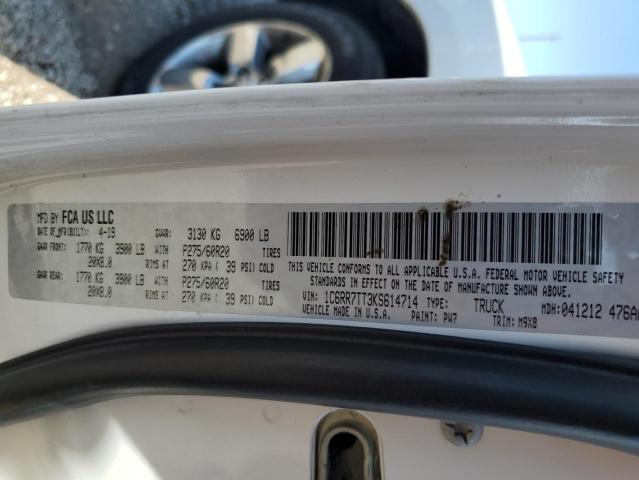 MFD BY FCA US LLC
DATE OF MFR(BUILT): 4-19 GVWR: 3130 KG 6900 LB
GAWR FRONT: 1770 KG 3900 LB WITH P275/60R20 TIRES
20X8.0 RIMS AT 270 KPA ( 39 PSI) COLD
GAWR REAR: 1770 KG 3900 LB WITH P275/60R20 TIRES
20X8.0 RIMS AT 270 KPA ( 39 PSI) COLD
THIS VEHICLE CONFORMS TO ALL APPLICABLE U.S.A. FEDERAL MOTOR VEHICLE SAFETY
STANDARDS IN EFFECT ON THE DATE OF MANUFACTURE SHOWN ABOVE.
VIN: 1C6RR7TT3KS614714 TYPE: TRUCK MDH: 041212 476A
VEHICLE MADE IN U.S.A. PAINT: PW7 TRIM: M9X8